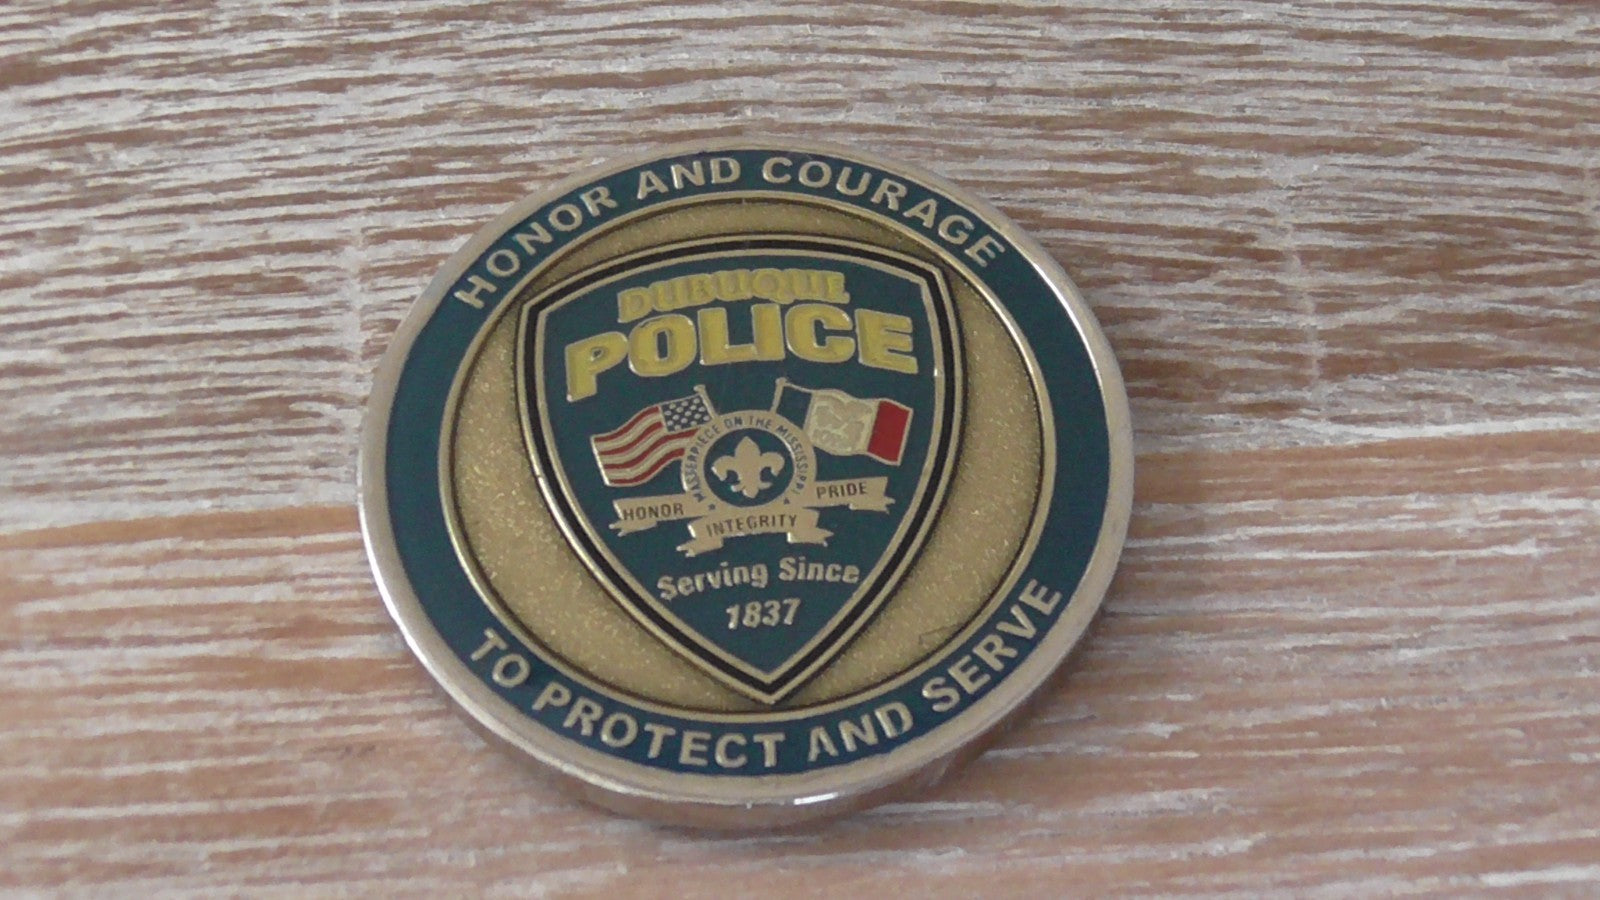 HONOR AND COURAGE
DUBUQUE
POLICE
MASTERPIECE ON THE MISSISSIPPI
HONOR
INTEGRITY
PRIDE
Serving Since
1837
TO PROTECT AND SERVE